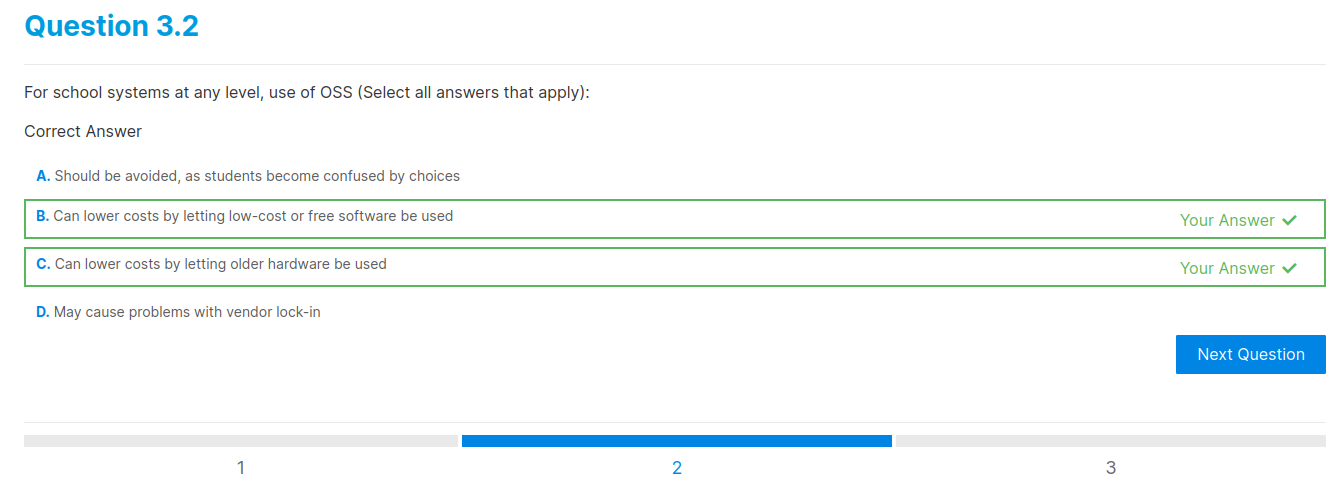 Question 3.2
For school systems at any level, use of OSS (Select all answers that apply):
Correct Answer
A. Should be avoided, as students become confused by choices
B. Can lower costs by letting low-cost or free software be used
Your Answer ✔
C. Can lower costs by letting older hardware be used
Your Answer ✔
D. May cause problems with vendor lock-in
Next Question
1
2
3